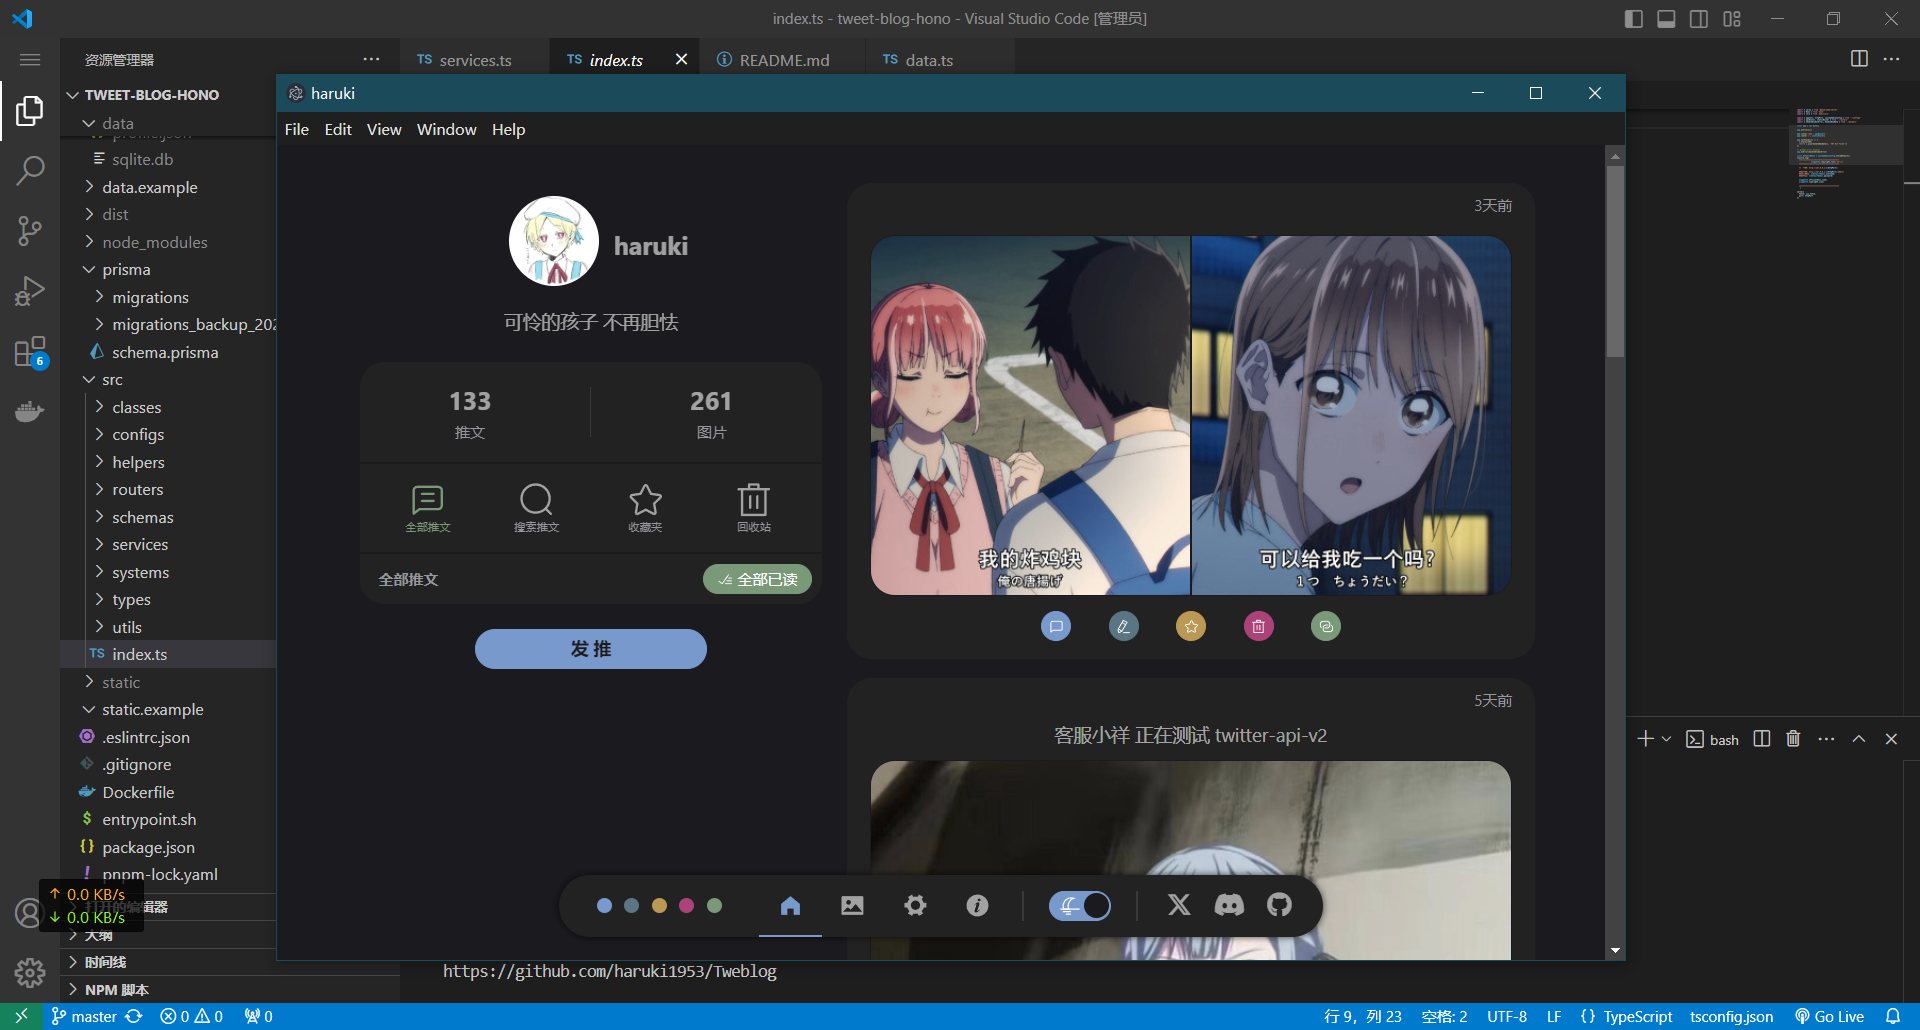 index.ts - tweet-blog-hono - Visual Studio Code [管理员]
资源管理器
TS services.ts
TS index.ts
README.md
TS data.ts
TWEET-BLOG-HONO
data
profile.json
sqlite.db
data.example
dist
node_modules
prisma
migrations
migrations_backup_202
schema.prisma
src
classes
configs
helpers
routers
schemas
services
systems
types
utils
TS index.ts
static
static.example
.eslintrc.json
.gitignore
Dockerfile
entrypoint.sh
package.json
pnpm-lock.yaml
打开的编辑器
大纲
时间线
NPM 脚本
6
↑ 0.0 KB/s
↓ 0.0 KB/s
haruki
File Edit View Window Help
haruki
可怜的孩子 不再胆怯
133
推文
261
图片
全部推文
搜索推文
收藏夹
回收站
全部推文
全部已读
发 推
3天前
我的炸鸡块
俺の唐揚げ
可以给我吃一个吗?
1つ ちょうだい?
5天前
客服小祥 正在测试 twitter-api-v2
bash
https://github.com/haruki1953/Tweblog
master
0 0
0
行 9，列 23
空格: 2
UTF-8
LF
{ } TypeScript
tsconfig.json
Go Live